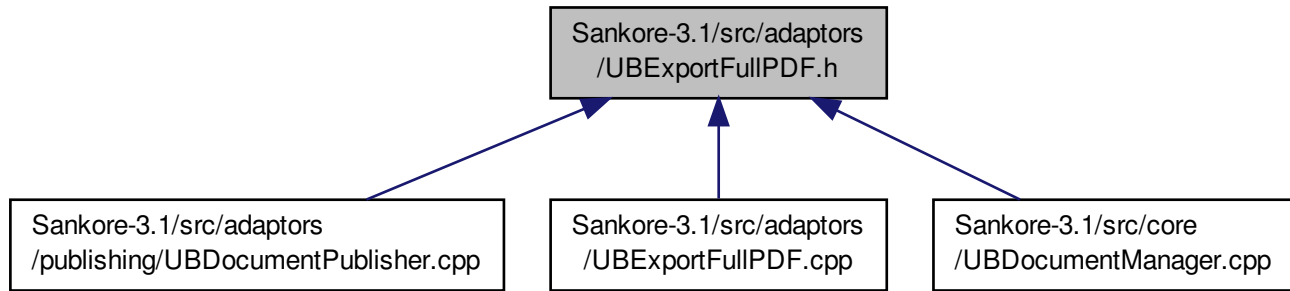 Sankore-3.1/src/adaptors
/UBExportFullPDF.h
Sankore-3.1/src/adaptors
/publishing/UBDocumentPublisher.cpp
Sankore-3.1/src/adaptors
/UBExportFullPDF.cpp
Sankore-3.1/src/core
/UBDocumentManager.cpp